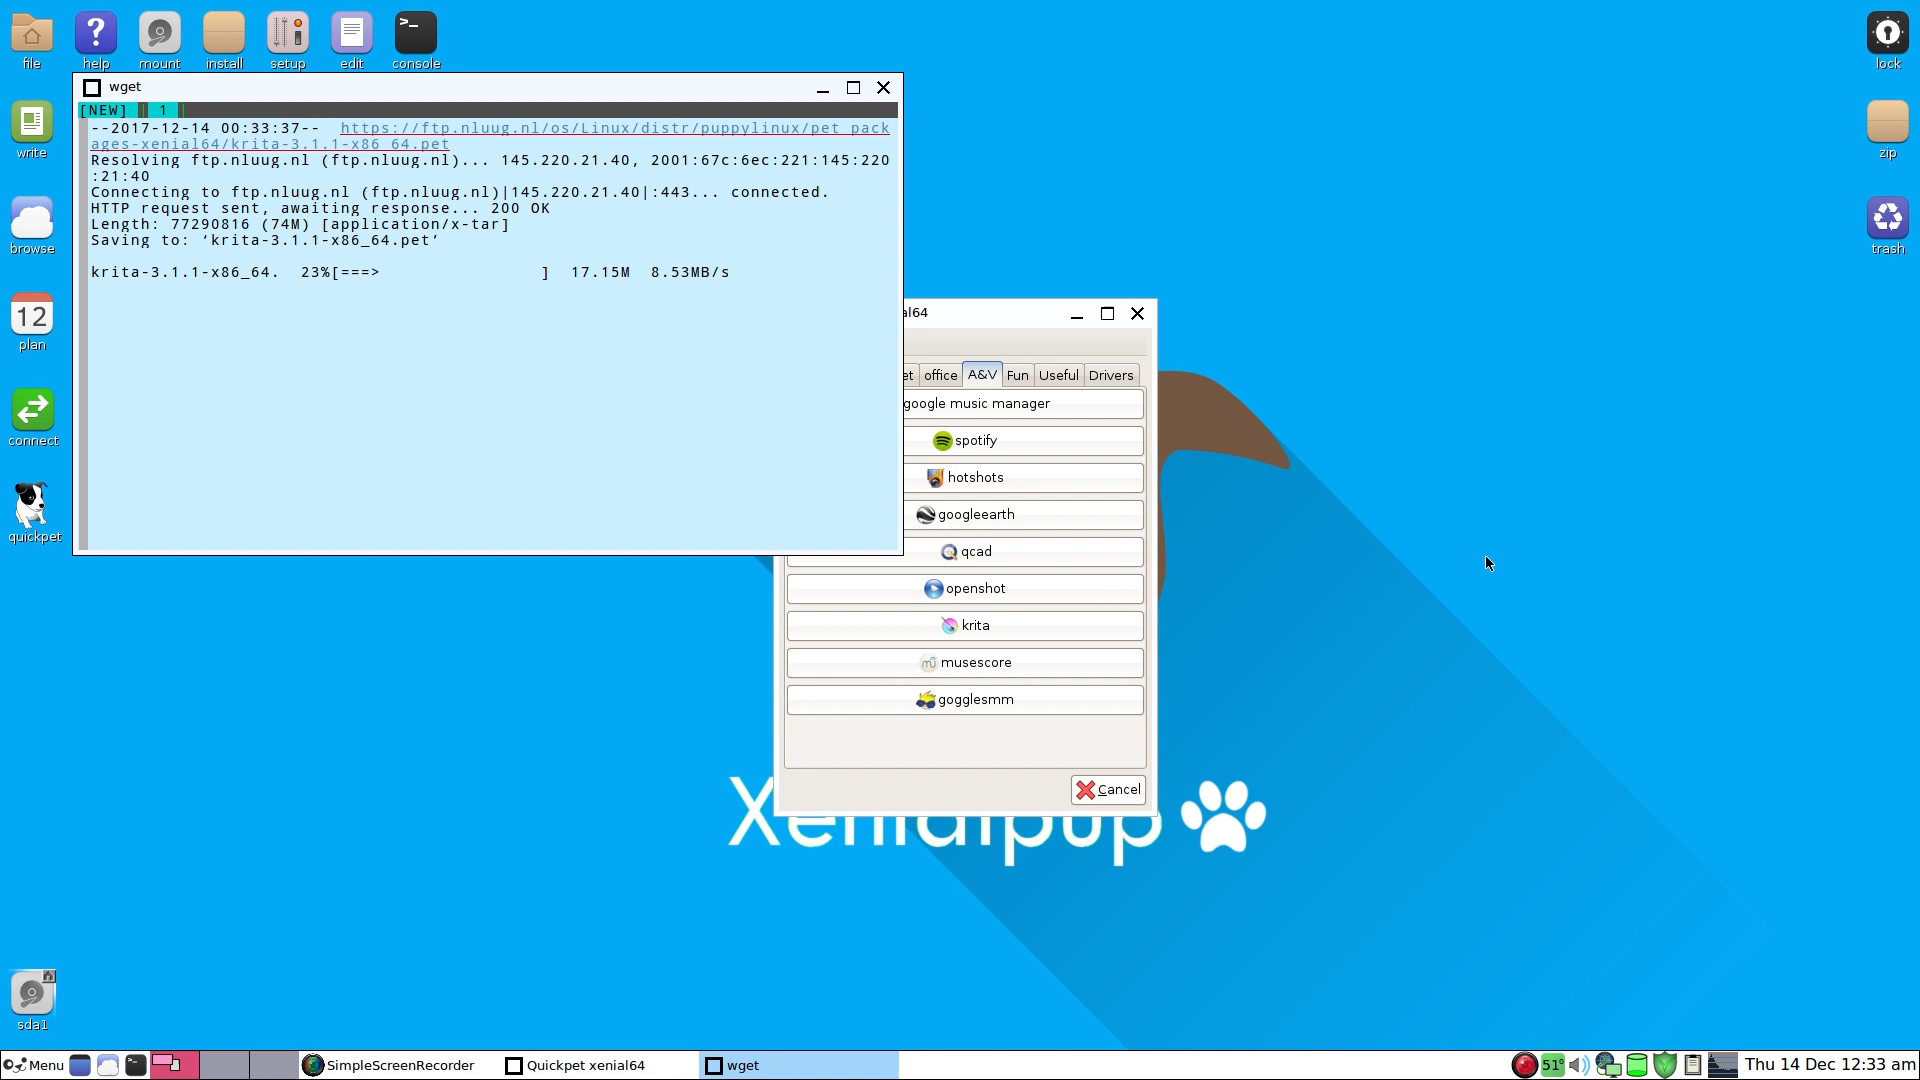 file
help
mount
install
setup
edit
console
lock
write
zip
browse
trash
12
plan
connect
quickpet
sda1
wget
[NEW] 1
--2017-12-14 00:33:37-- https://ftp.nluug.nl/os/Linux/distr/puppylinux/pet_pack
ages-xenial64/krita-3.1.1-x86_64.pet
Resolving ftp.nluug.nl (ftp.nluug.nl)... 145.220.21.40, 2001:67c:6ec:221:145:220
:21:40
Connecting to ftp.nluug.nl (ftp.nluug.nl)|145.220.21.40|:443... connected.
HTTP request sent, awaiting response... 200 OK
Length: 77290816 (74M) [application/x-tar]
Saving to: ‘krita-3.1.1-x86_64.pet’
krita-3.1.1-x86_64. 23%[===> ] 17.15M 8.53MB/s
al64
et office A&V Fun Useful Drivers
google music manager
spotify
hotshots
googleearth
qcad
openshot
krita
musescore
gogglesmm
Cancel
Xenialpup
Menu SimpleScreenRecorder Quickpet xenial64 wget 51° Thu 14 Dec 12:33 am